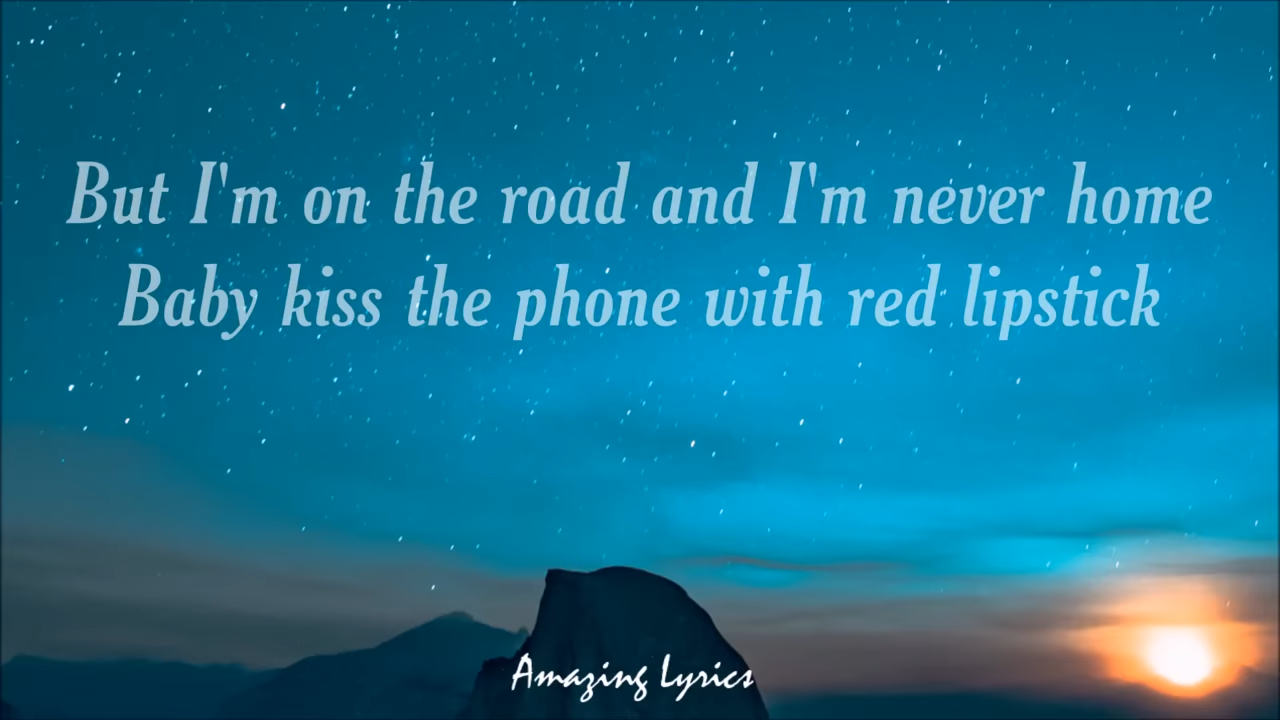 But I'm on the road and I'm never home
Baby kiss the phone with red lipstick
Amazing Lyrics